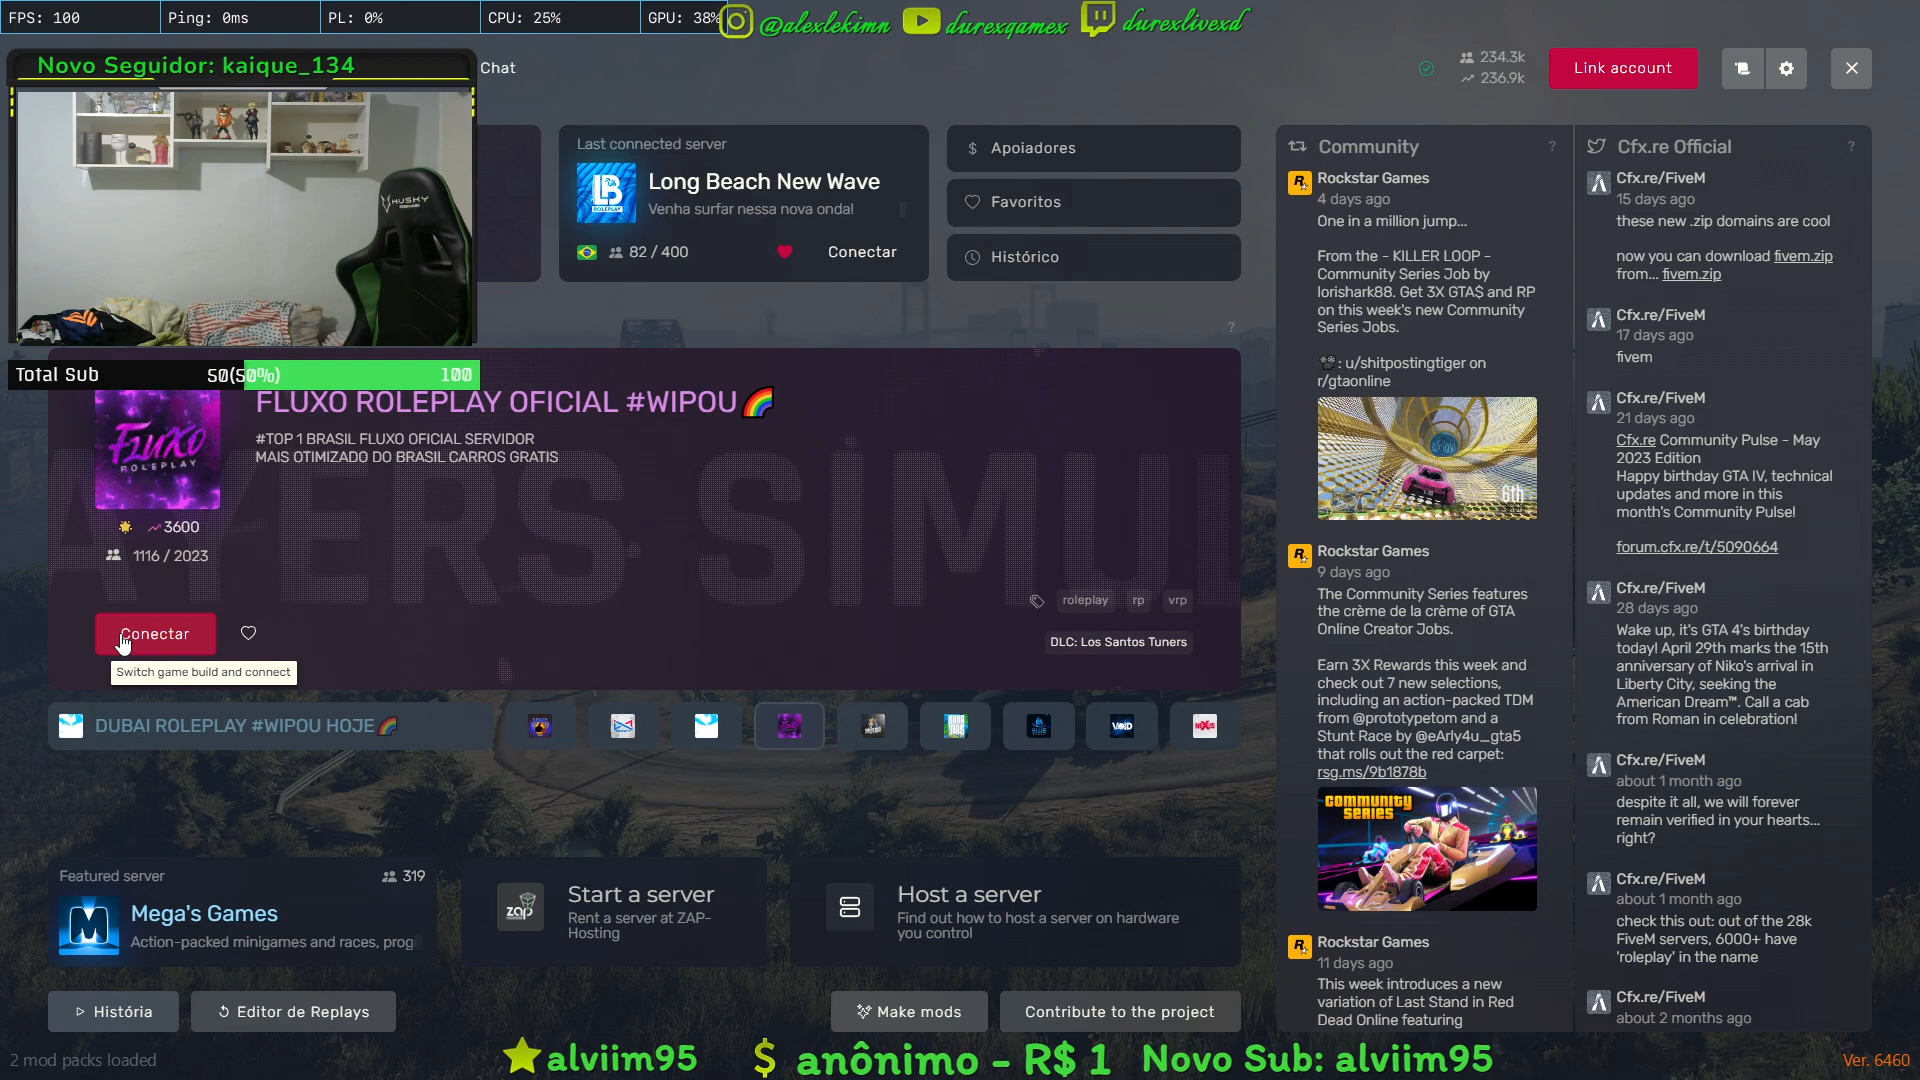 FPS: 100
Ping: 0ms
PL: 0%
CPU: 25%
GPU: 38%
@alexlekimn
durexgamex
durexlivexd
Novo Seguidor: kaique_134
Chat
234.3k
236.9k
Link account
HUSKY
Last connected server
LB
ROLEPLAY
Long Beach New Wave
Venha surfar nessa nova onda!
82 / 400
Conectar
$ Apoiadores
Favoritos
Histórico
?
Total Sub
50(50%)
100
FLUXO ROLEPLAY OFICIAL #WIPOU🌈
#TOP 1 BRASIL FLUXO OFICIAL SERVIDOR
MAIS OTIMIZADO DO BRASIL CARROS GRATIS
FLUXO
ROLEPLAY
AYERS SIMUL
3600
1116 / 2023
roleplay
rp
vrp
Conectar
DLC: Los Santos Tuners
Switch game build and connect
DUBAI ROLEPLAY #WIPOU HOJE🌈
VOID
NEXUS
Featured server
319
Mega's Games
Action-packed minigames and races, prog
zap
Start a server
Rent a server at ZAP-
Hosting
Host a server
Find out how to host a server on hardware
you control
História
Editor de Replays
Make mods
Contribute to the project
Community
?
Rockstar Games
4 days ago
One in a million jump...
From the - KILLER LOOP -
Community Series Job by
lorishark88. Get 3X GTA$ and RP
on this week's new Community
Series Jobs.
📽: u/shitpostingtiger on
r/gtaonline
6th
Rockstar Games
9 days ago
The Community Series features
the crème de la crème of GTA
Online Creator Jobs.
Earn 3X Rewards this week and
check out 7 new selections,
including an action-packed TDM
from @prototypetom and a
Stunt Race by @eArly4u_gta5
that rolls out the red carpet:
rsg.ms/9b1878b
COMMUNITY
SERIES
Rockstar Games
11 days ago
This week introduces a new
variation of Last Stand in Red
Dead Online featuring
Cfx.re Official
?
Cfx.re/FiveM
15 days ago
these new .zip domains are cool
now you can download fivem.zip
from... fivem.zip
Cfx.re/FiveM
17 days ago
fivem
Cfx.re/FiveM
21 days ago
Cfx.re Community Pulse - May
2023 Edition
Happy birthday GTA IV, technical
updates and more in this
month's Community Pulse!
forum.cfx.re/t/5090664
Cfx.re/FiveM
28 days ago
Wake up, it's GTA 4's birthday
today! April 29th marks the 15th
anniversary of Niko's arrival in
Liberty City, seeking the
American Dream™. Call a cab
from Roman in celebration!
Cfx.re/FiveM
about 1 month ago
despite it all, we will forever
remain verified in your hearts...
right?
Cfx.re/FiveM
about 1 month ago
check this out: out of the 28k
FiveM servers, 6000+ have
'roleplay' in the name
Cfx.re/FiveM
about 2 months ago
2 mod packs loaded
alviim95
$ anônimo - R$ 1
Novo Sub: alviim95
Ver. 6460